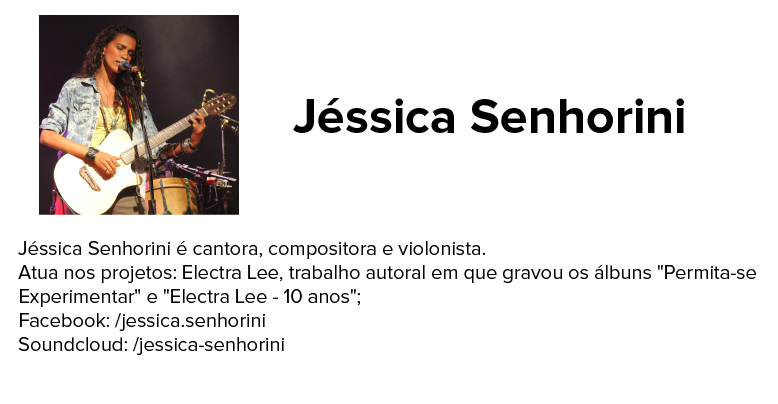 Jéssica Senhorini
Jéssica Senhorini é cantora, compositora e violonista.
Atua nos projetos: Electra Lee, trabalho autoral em que gravou os álbuns "Permita-se
Experimentar" e "Electra Lee - 10 anos";
Facebook: /jessica.senhorini
Soundcloud: /jessica-senhorini